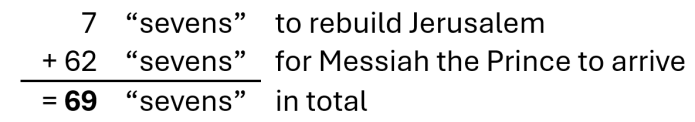 7 “sevens” to rebuild Jerusalem
+ 62 “sevens” for Messiah the Prince to arrive
= 69 “sevens” in total